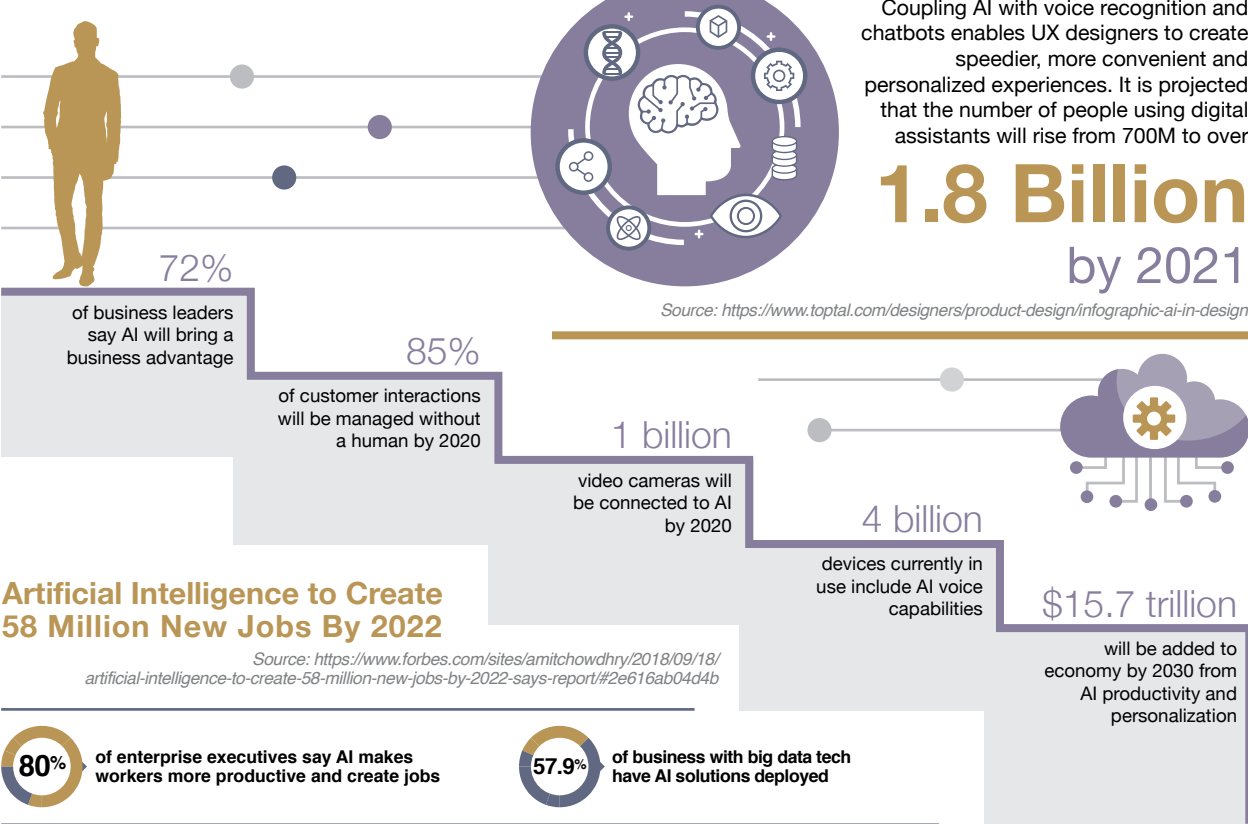 Coupling AI with voice recognition and
chatbots enables UX designers to create
speedier, more convenient and
personalized experiences. It is projected
that the number of people using digital
assistants will rise from 700M to over
1.8 Billion
by 2021
Source: https://www.toptal.com/designers/product-design/infographic-ai-in-design
72%
of business leaders
say AI will bring a
business advantage
85%
of customer interactions
will be managed without
a human by 2020
1 billion
video cameras will
be connected to AI
by 2020
4 billion
devices currently in
use include AI voice
capabilities
$15.7 trillion
will be added to
economy by 2030 from
AI productivity and
personalization
Artificial Intelligence to Create
58 Million New Jobs By 2022
Source: https://www.forbes.com/sites/amitchowdhry/2018/09/18/
artificial-intelligence-to-create-58-million-new-jobs-by-2022-says-report/#2e616ab04d4b
80%
of enterprise executives say AI makes
workers more productive and create jobs
57.9%
of business with big data tech
have AI solutions deployed